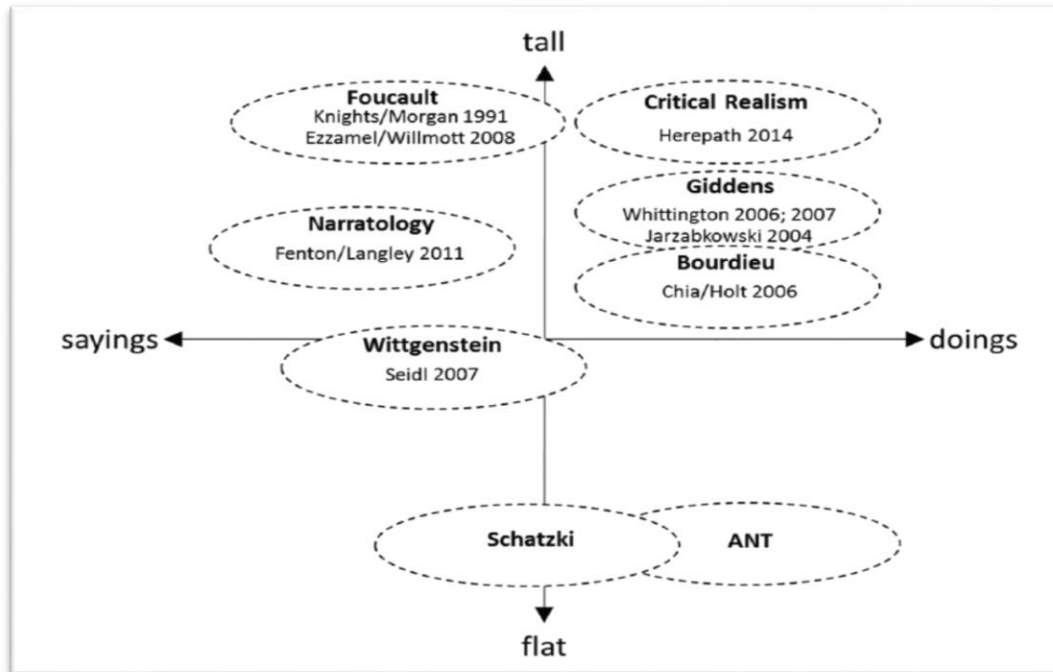 tall
Foucault
Knights/Morgan 1991
Ezzamel/Willmott 2008
Critical Realism
Herepath 2014
Giddens
Whittington 2006; 2007
Jarzabkowski 2004
Narratology
Fenton/Langley 2011
Bourdieu
Chia/Holt 2006
sayings
doings
Wittgenstein
Seidl 2007
Schatzki
ANT
flat